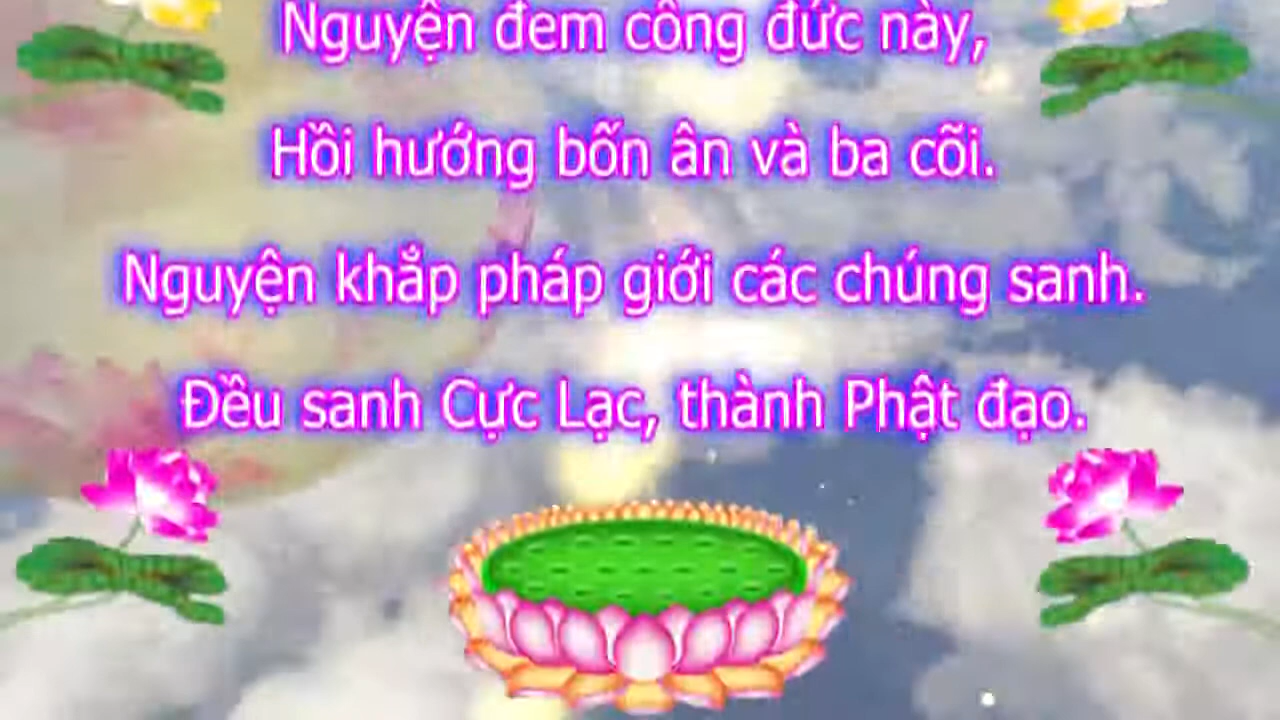 Nguyện đem công đức này,
Hồi hướng bốn ân và ba cõi.
Nguyện khắp pháp giới các chúng sanh.
Đều sanh Cực Lạc, thành Phật đạo.